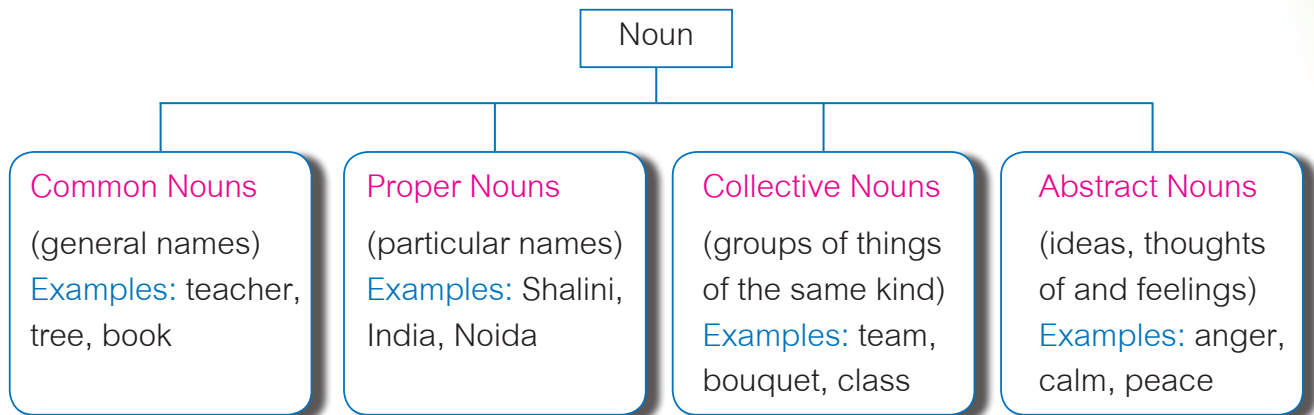 Noun
Common Nouns
(general names)
Examples: teacher,
tree, book
Proper Nouns
(particular names)
Examples: Shalini,
India, Noida
Collective Nouns
(groups of things
of the same kind)
Examples: team,
bouquet, class
Abstract Nouns
(ideas, thoughts
of and feelings)
Examples: anger,
calm, peace